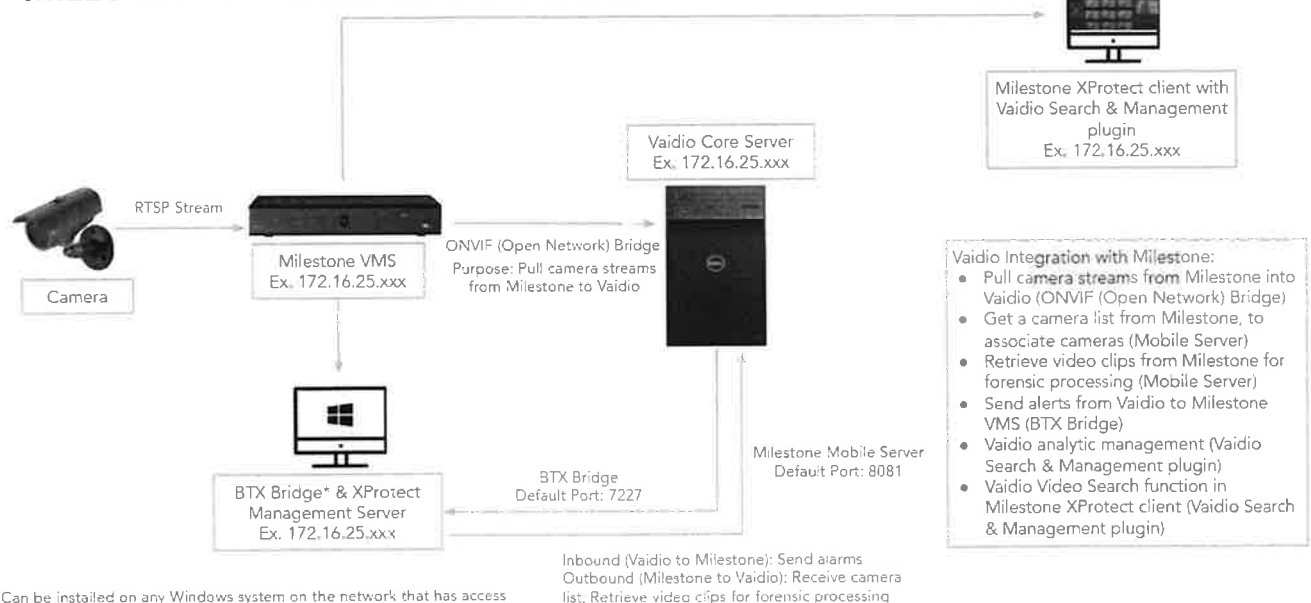 Milestone XProtect client with
Vaidio Search & Management
plugin
Ex. 172.16.25.xxx
Vaidio Core Server
Ex. 172.16.25.xxx
RTSP Stream
Camera
Milestone VMS
Ex. 172.16.25.xxx
ONVIF (Open Network) Bridge
Purpose: Pull camera streams
from Milestone to Vaidio
Vaidio Integration with Milestone:
• Pull camera streams from Milestone into
Vaidio (ONVIF (Open Network) Bridge)
• Get a camera list from Milestone, to
associate cameras (Mobile Server)
• Retrieve video clips from Milestone for
forensic processing (Mobile Server)
• Send alerts from Vaidio to Milestone
VMS (BTX Bridge)
• Vaidio analytic management (Vaidio
Search & Management plugin)
• Vaidio Video Search function in
Milestone XProtect client (Vaidio Search
& Management plugin)
BTX Bridge* & XProtect
Management Server
Ex. 172.16.25.xxx
BTX Bridge
Default Port: 7227
Milestone Mobile Server
Default Port: 8081
Inbound (Vaidio to Milestone): Send alarms
Outbound (Milestone to Vaidio): Receive camera
list, Retrieve video clips for forensic processing
Can be installed on any Windows system on the network that has access